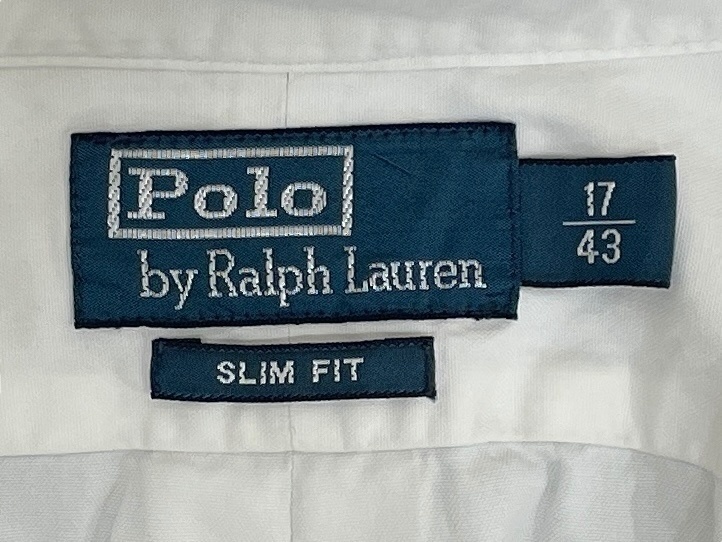 Polo
by Ralph Lauren
17
43
SLIM FIT